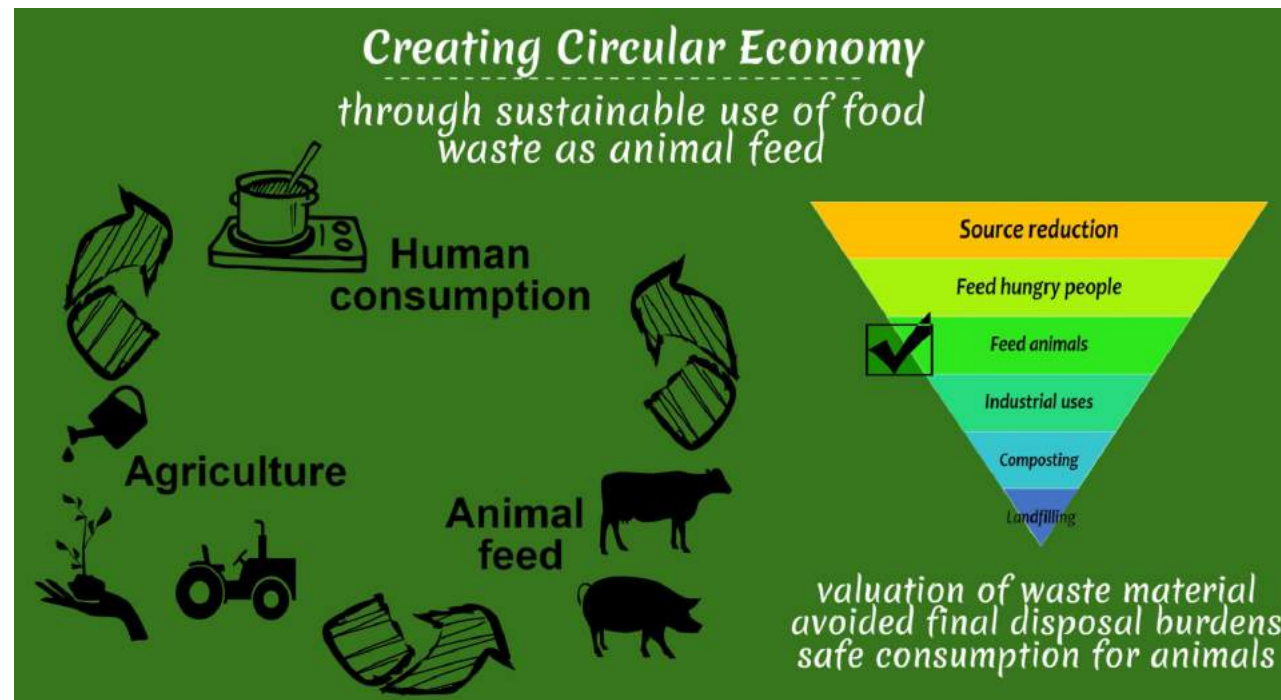 Creating Circular Economy
through sustainable use of food
waste as animal feed
Human
consumption
Agriculture
Animal
feed
Source reduction
Feed hungry people
Feed animals
Industrial uses
Composting
Landfilling
valuation of waste material
avoided final disposal burdens
safe consumption for animals